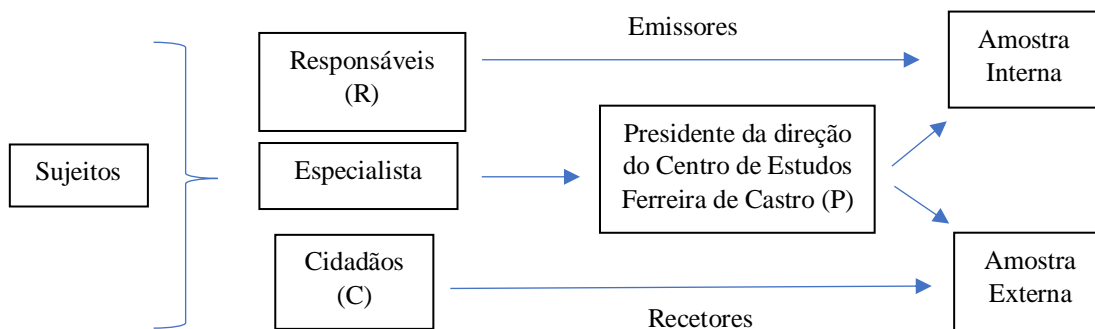 Sujeitos
Responsáveis
(R)
Emissores
Amostra
Interna
Especialista
Presidente da direção
do Centro de Estudos
Ferreira de Castro (P)
Cidadãos
(C)
Recetores
Amostra
Externa